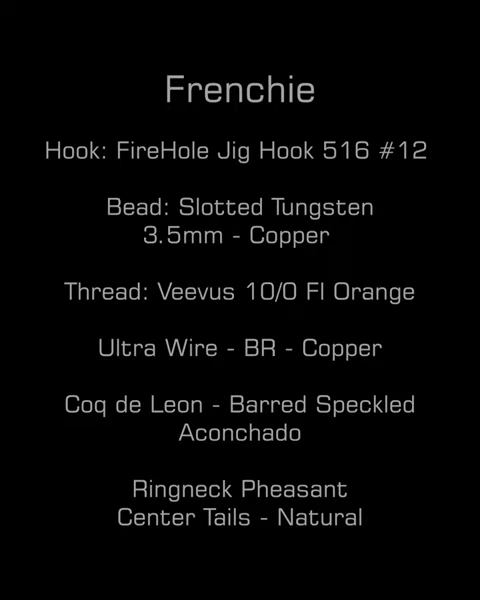 Frenchie
Hook: FireHole Jig Hook 516 #12
Bead: Slotted Tungsten
3.5mm - Copper
Thread: Veevus 10/0 Fl Orange
Ultra Wire - BR - Copper
Coq de Leon - Barred Speckled
Aconchado
Ringneck Pheasant
Center Tails - Natural